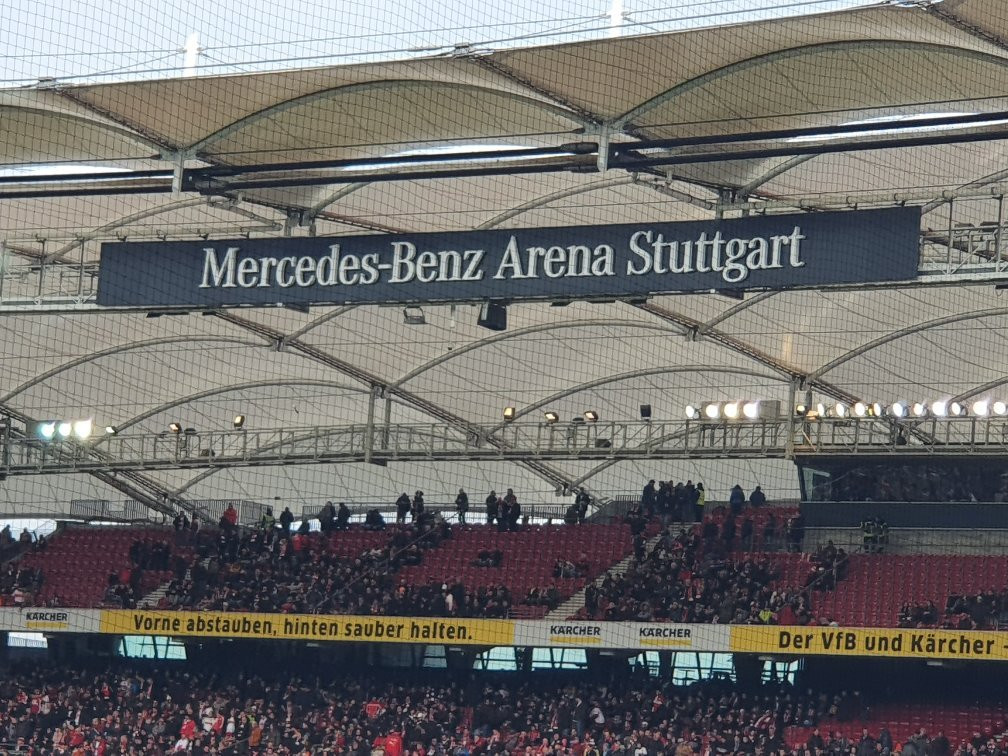 Mercedes-Benz Arena Stuttgart
KÄRCHER
Vorne abstauben, hinten sauber halten.
KÄRCHER
KÄRCHER
Der VfB und Kärcher -